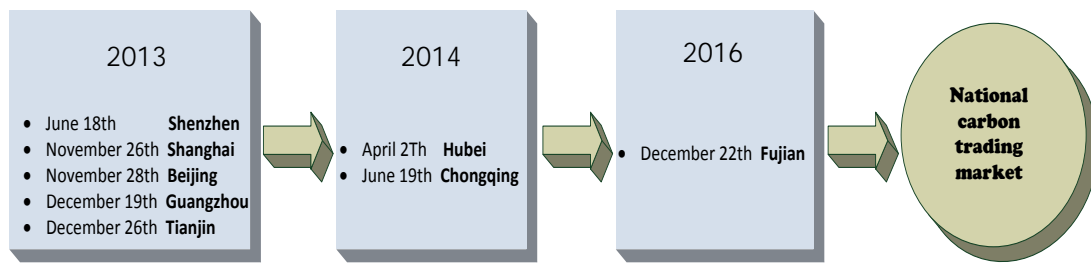 2013
• June 18th Shenzhen
• November 26th Shanghai
• November 28th Beijing
• December 19th Guangzhou
• December 26th Tianjin
2014
• April 2Th Hubei
• June 19th Chongqing
2016
• December 22th Fujian
National
carbon
trading
market